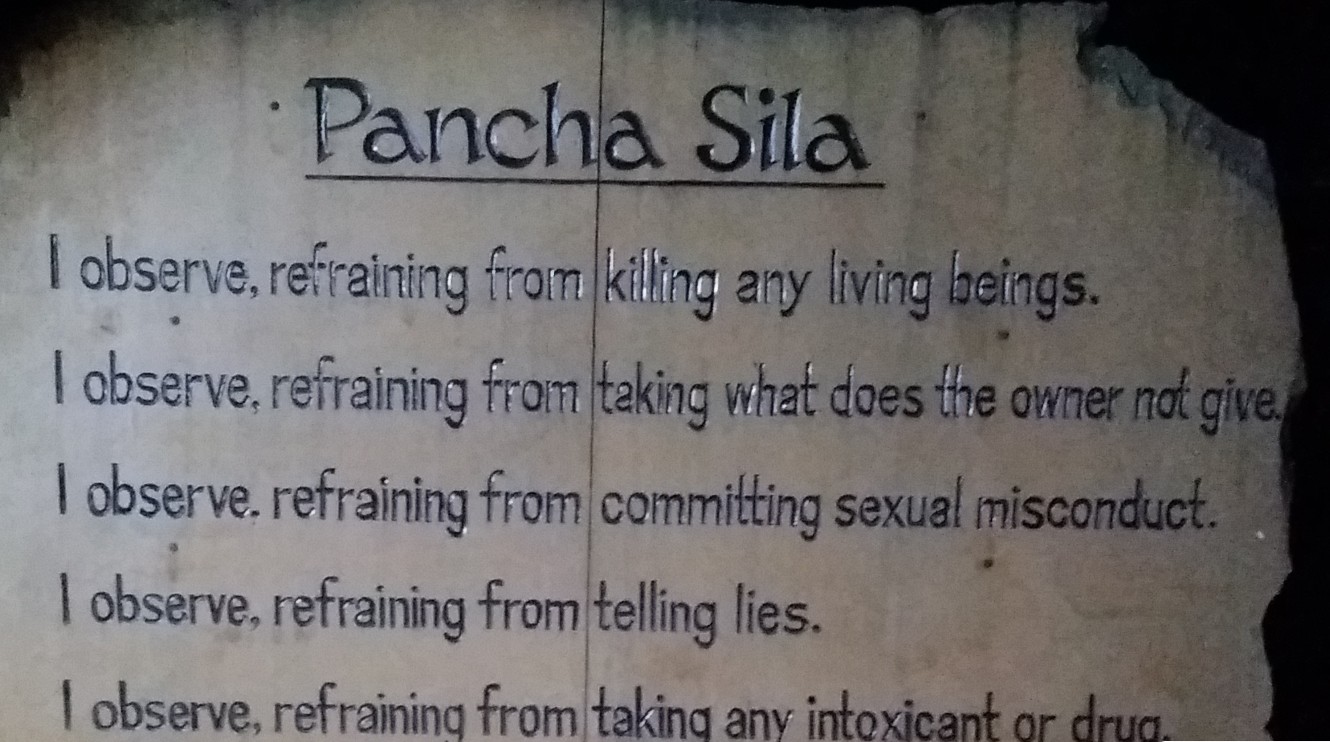 Pancha Sila
I observe, refraining from killing any living beings.
I observe, refraining from taking what does the owner not give.
I observe. refraining from committing sexual misconduct.
I observe, refraining from telling lies.
I observe, refraining from taking any intoxicant or drug.